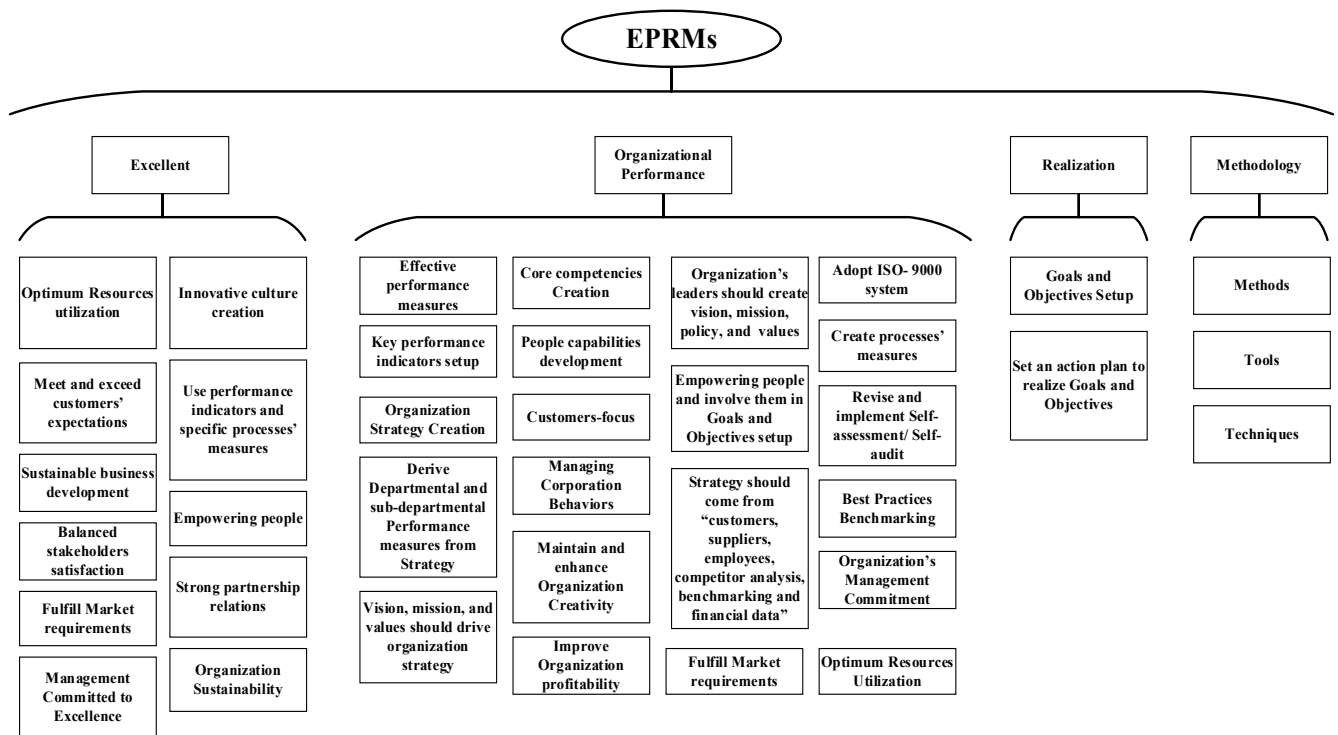 EPRMs
Excellent
Organizational
Performance
Realization
Methodology
Optimum Resources
utilization
Meet and exceed
customers’
expectations
Sustainable business
development
Balanced
stakeholders
satisfaction
Fulfill Market
requirements
Management
Committed to
Excellence
Innovative culture
creation
Use performance
indicators and
specific processes’
measures
Empowering people
Strong partnership
relations
Organization
Sustainability
Effective
performance
measures
Key performance
indicators setup
Organization
Strategy Creation
Derive
Departmental and
sub-departmental
Performance
measures from
Strategy
Vision, mission, and
values should drive
organization
strategy
Core competencies
Creation
People capabilities
development
Customers-focus
Managing
Corporation
Behaviors
Maintain and
enhance
Organization
Creativity
Improve
Organization
profitability
Organization’s
leaders should create
vision, mission,
policy, and values
Empowering people
and involve them in
Goals and
Objectives setup
Strategy should
come from
“customers,
suppliers,
employees,
competitor analysis,
benchmarking and
financial data”
Fulfill Market
requirements
Adopt ISO- 9000
system
Create processes’
measures
Revise and
implement Self-
assessment/ Self-
audit
Best Practices
Benchmarking
Organization’s
Management
Commitment
Optimum Resources
Utilization
Goals and
Objectives Setup
Set an action plan to
realize Goals and
Objectives
Methods
Tools
Techniques